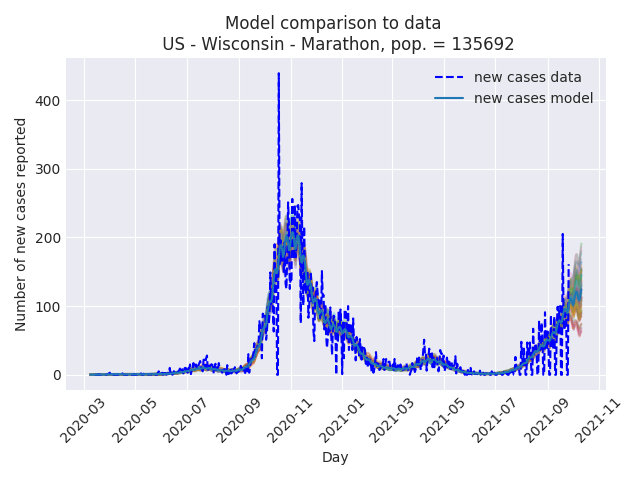 Model comparison to data
US - Wisconsin - Marathon, pop. = 135692
new cases data
new cases model
Number of new cases reported
400
300
200
100
0
2020-03
2020-05
2020-07
2020-09
2020-11
2021-01
2021-03
2021-05
2021-07
2021-09
2021-11
Day